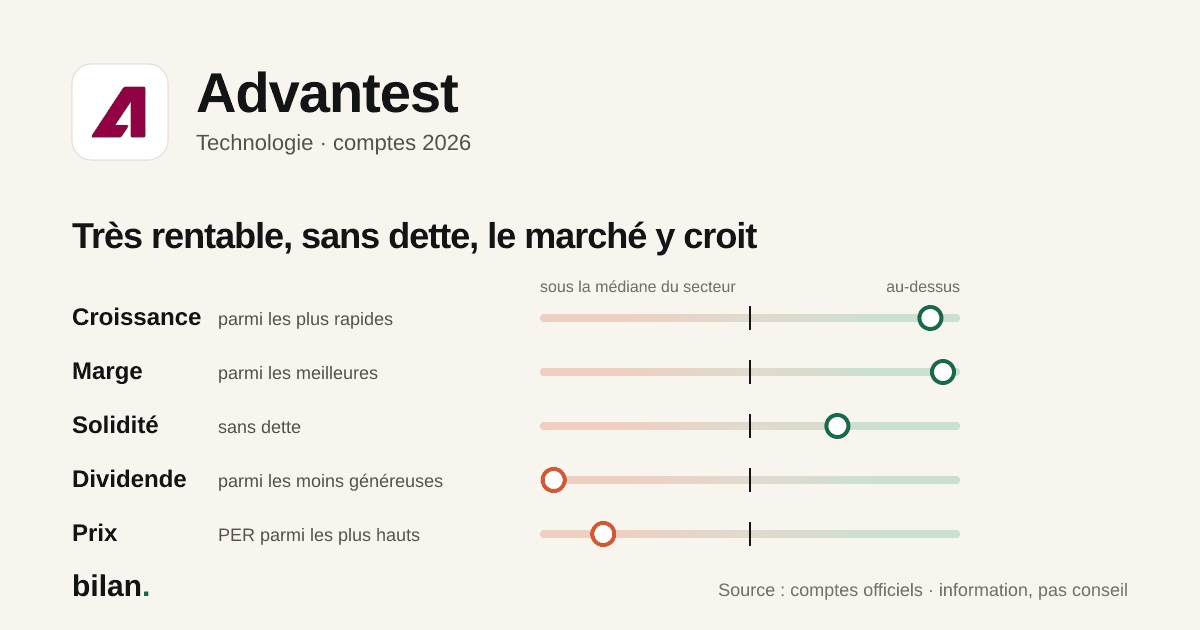 Advantest
Technologie · comptes 2026
Très rentable, sans dette, le marché y croit
sous la médiane du secteur au-dessus
Croissance parmi les plus rapides
Marge parmi les meilleures
Solidité sans dette
Dividende parmi les moins généreuses
Prix PER parmi les plus hauts
bilan.
Source : comptes officiels · information, pas conseil